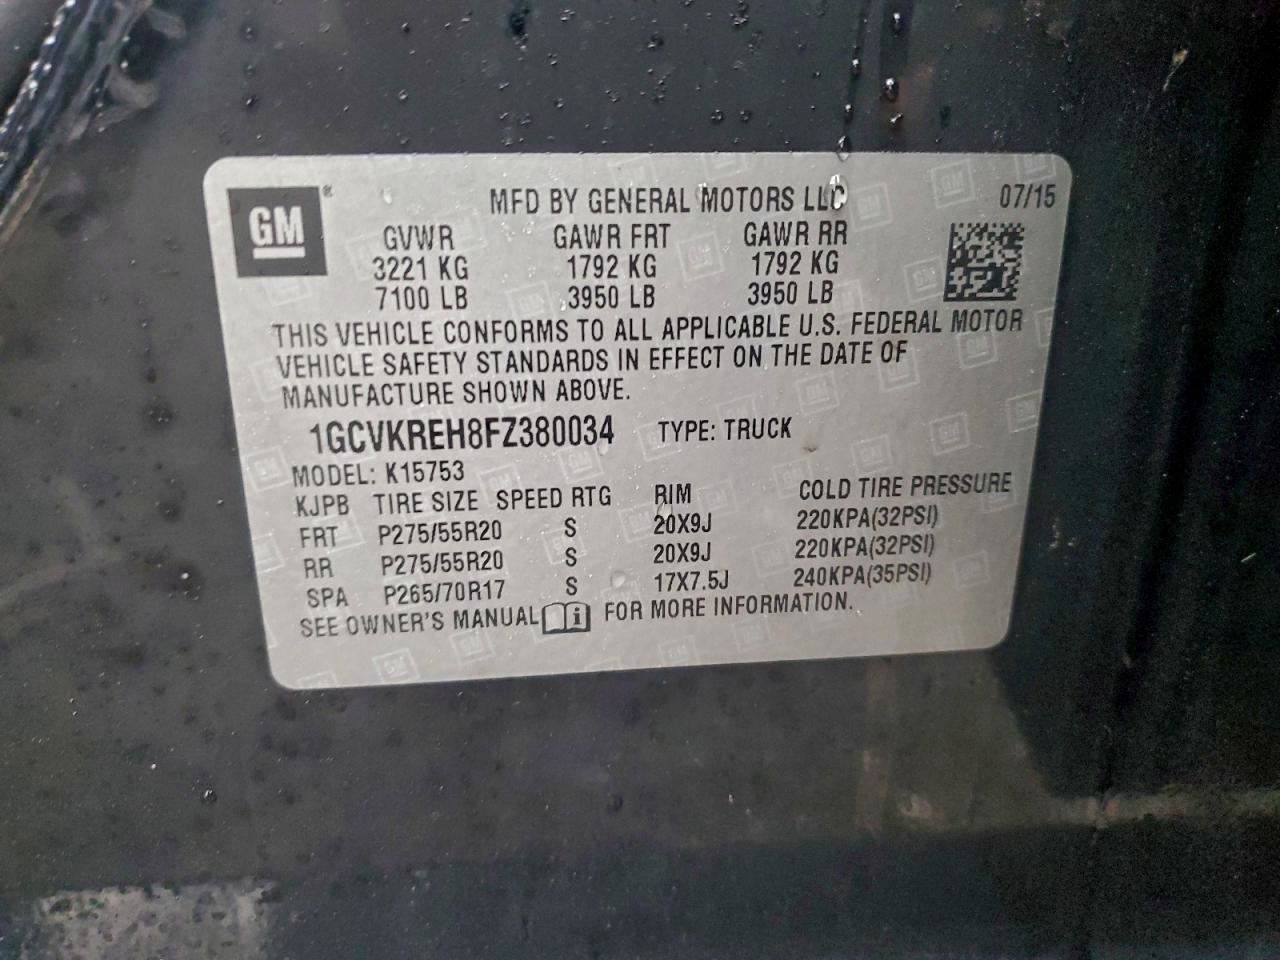 GM®
MFD BY GENERAL MOTORS LLC 07/15
GVWR GAWR FRT GAWR RR
3221 KG 1792 KG 1792 KG
7100 LB 3950 LB 3950 LB
THIS VEHICLE CONFORMS TO ALL APPLICABLE U.S. FEDERAL MOTOR
VEHICLE SAFETY STANDARDS IN EFFECT ON THE DATE OF
MANUFACTURE SHOWN ABOVE.
1GCVKREH8FZ380034 TYPE: TRUCK
MODEL: K15753
KJPB TIRE SIZE SPEED RTG RIM COLD TIRE PRESSURE
FRT P275/55R20 S 20X9J 220KPA(32PSI)
RR P275/55R20 S 20X9J 220KPA(32PSI)
SPA P265/70R17 S 17X7.5J 240KPA(35PSI)
SEE OWNER'S MANUAL i FOR MORE INFORMATION.